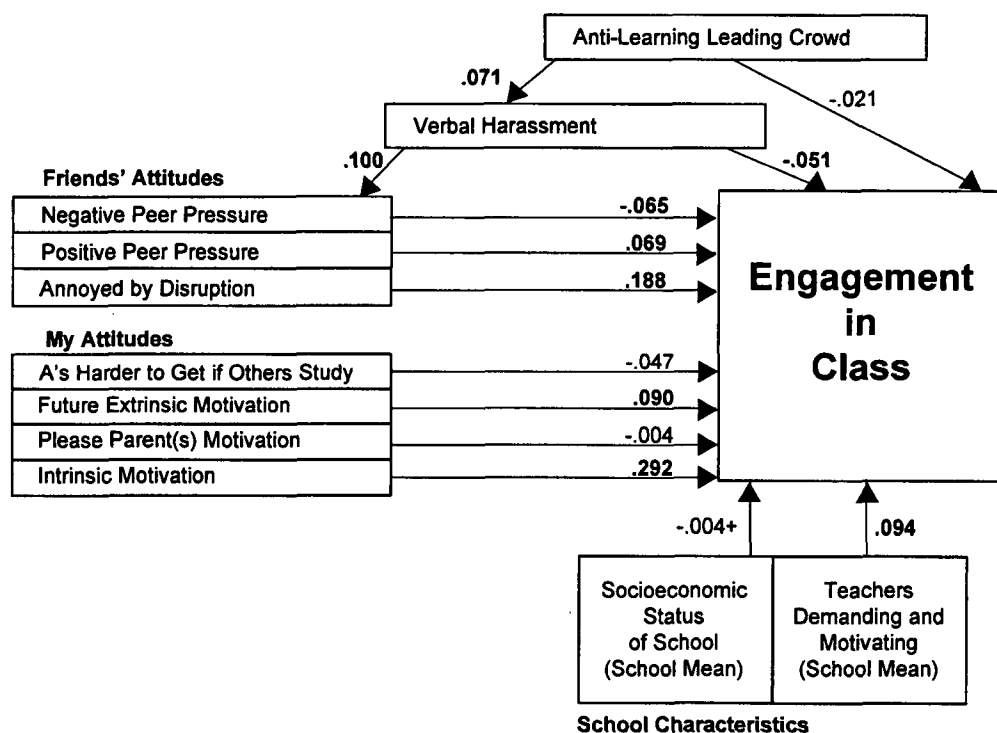 Anti-Learning Leading Crowd
.071
-.021
Verbal Harassment
.100
-.051
Friends' Attitudes
Negative Peer Pressure
-.065
Positive Peer Pressure
.069
Annoyed by Disruption
.188
Engagement
in
Class
My Attitudes
A's Harder to Get if Others Study
-.047
Future Extrinsic Motivation
.090
Please Parent(s) Motivation
-.004
Intrinsic Motivation
.292
-.004+
.094
Socioeconomic
Status
of School
(School Mean)
Teachers
Demanding and
Motivating
(School Mean)
School Characteristics